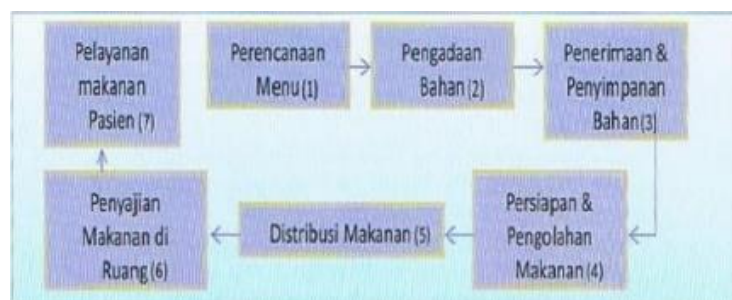 Perencanaan
Menu (1)
Pengadaan
Bahan (2)
Penerimaan &
Penyimpanan
Bahan (3)
Persiapan &
Pengolahan
Makanan (4)
Distribusi Makanan (5)
Penyajian
Makanan di
Ruang (6)
Pelayanan
makanan
Pasien (7)